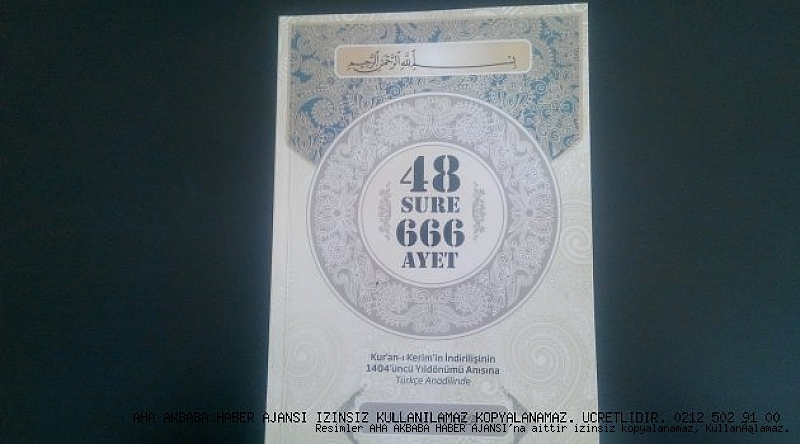 بسم الله الرحمن الرحيم
48
SURE
666
AYET
Kur'an-ı Kerim'in İndirilişinin
1404'üncü Yıldönümü Anısına
Türkçe Anadilinde
AHA AKBABA HABER AJANSI IZINSIZ KULLANILAMAZ KOPYALANAMAZ. UCRETLIDIR. 0212 502 91 00
Resimler AHA AKBABA HABER AJANSI'na aittir izinsiz kopyalanamaz, KullanAğlamaz.